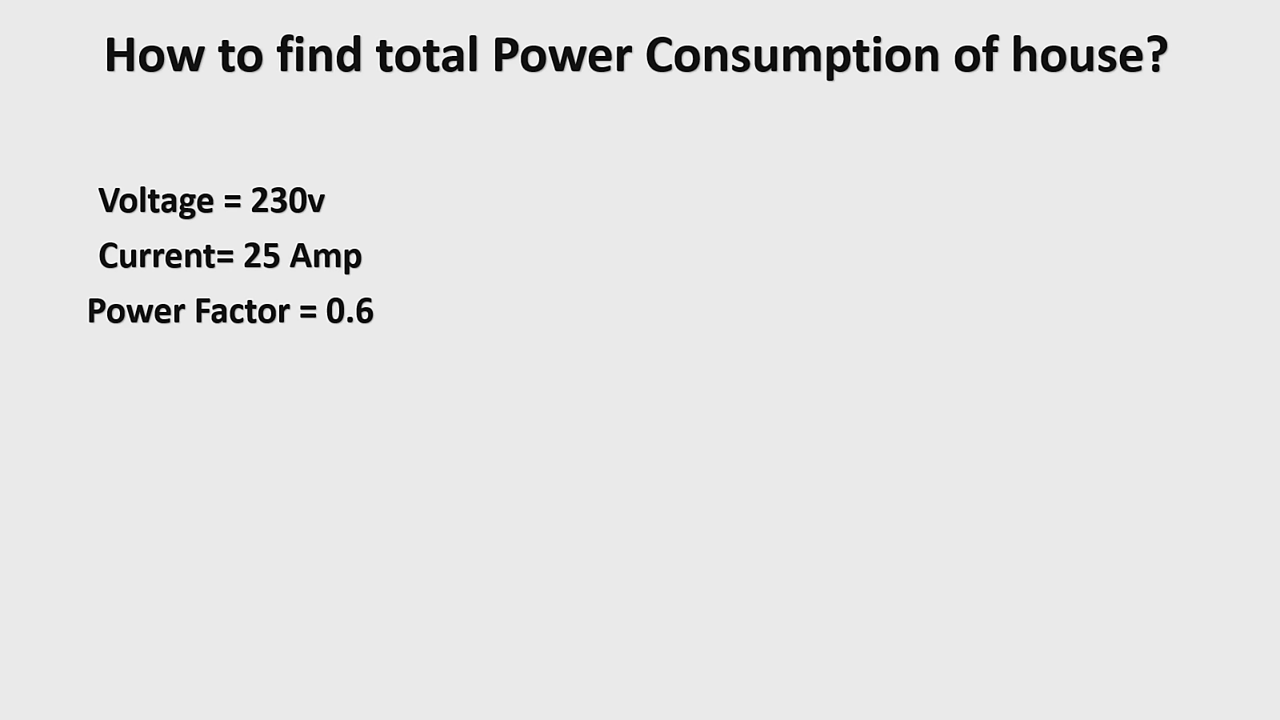 How to find total Power Consumption of house?
Voltage = 230v
Current= 25 Amp
Power Factor = 0.6